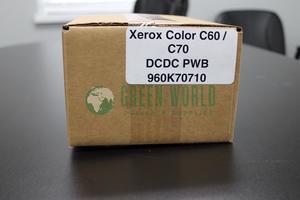 Xerox Color C60 /
C70
DCDC PWB
960K70710
GREEN WORLD